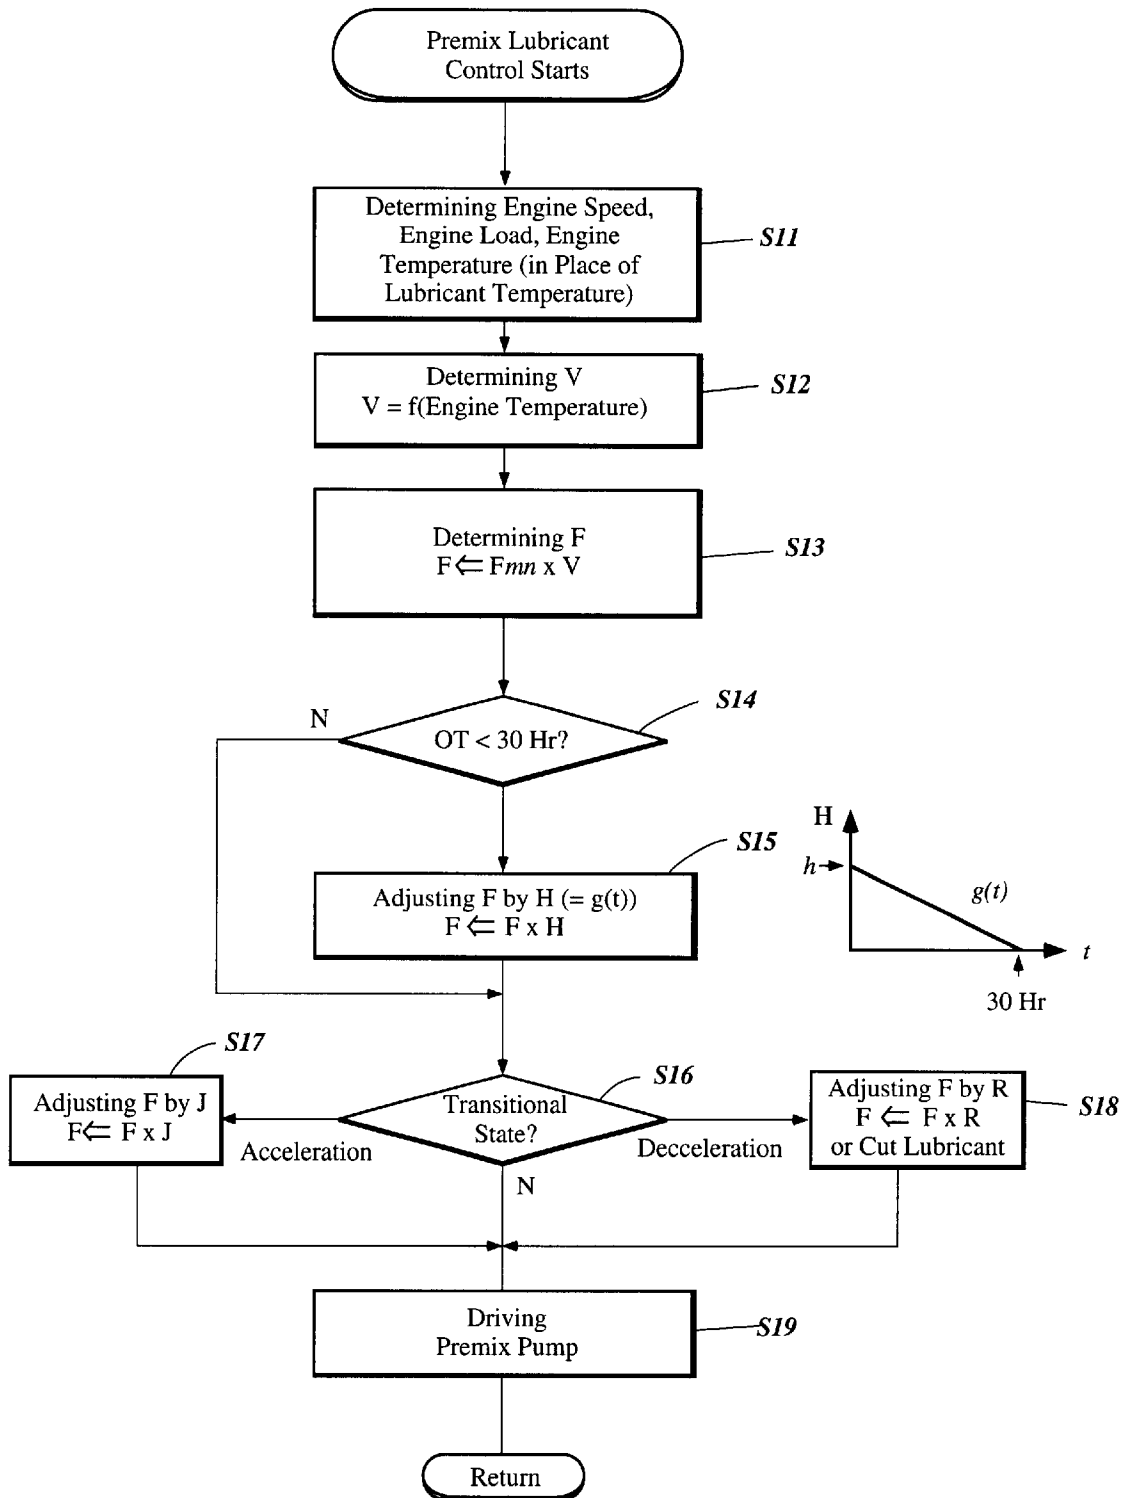 Premix Lubricant
Control Starts
Determining Engine Speed,
Engine Load, Engine
Temperature (in Place of
Lubricant Temperature)
S11
Determining V
V = f(Engine Temperature)
S12
Determining F
F ⇐ Fmn x V
S13
S14
N
OT < 30 Hr?
S15
Adjusting F by H (= g(t))
F ⇐ F x H
H
h
g(t)
t
30 Hr
S17
Adjusting F by J
F ⇐ F x J
S16
Transitional
State?
Acceleration
Decceleration
N
Adjusting F by R
F ⇐ F x R
or Cut Lubricant
S18
Driving
Premix Pump
S19
Return